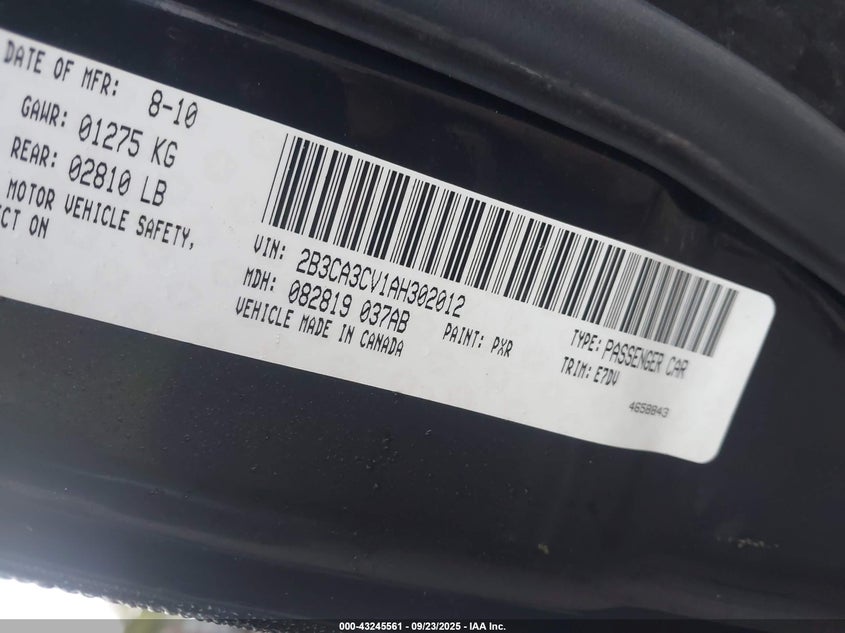 DATE OF MFR: 8-10
GAWR: 01275 KG
REAR: 02810 LB
MOTOR VEHICLE SAFETY,
ECT ON
VIN: 2B3CA3CV1AH302012
MDH: 082819 037AB
VEHICLE MADE IN CANADA
PAINT: PXR
TYPE: PASSENGER CAR
TRIM: E7DV
4658843
000-43245561 - 09/23/2025 - IAA Inc.